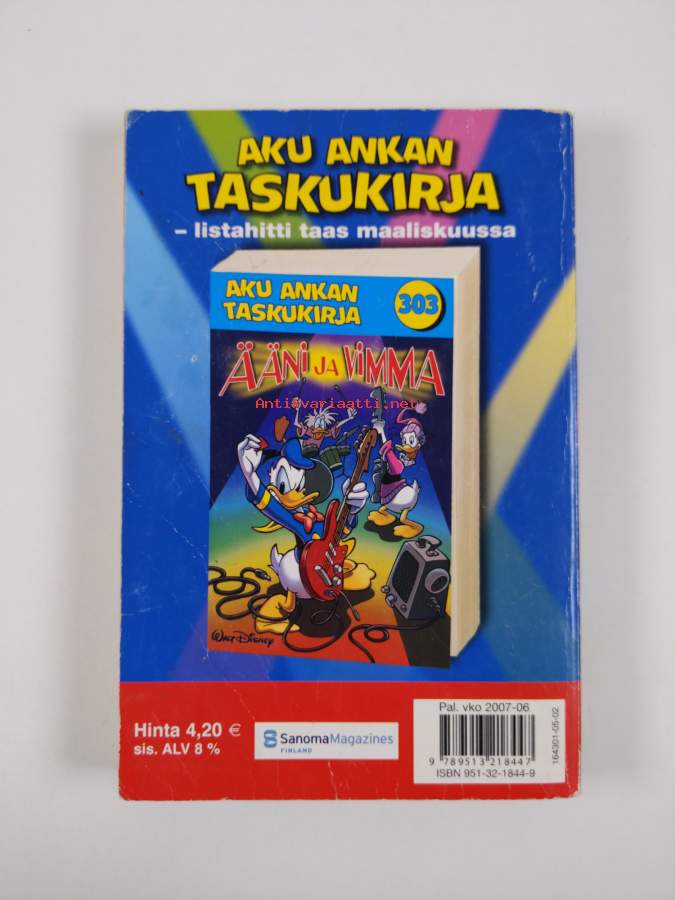 AKU ANKAN
TASKUKIRJA
– listahitti taas maaliskuussa
AKU ANKAN
TASKUKIRJA
303
ÄÄNI JA VIMMA
Antikvariaatti.net
WALT DISNEY
Hinta 4,20 €
sis. ALV 8 %
SanomaMagazines
FINLAND
Pal. vko 2007-06
9 789513 218447
ISBN 951-32-1844-9
164301-05-02